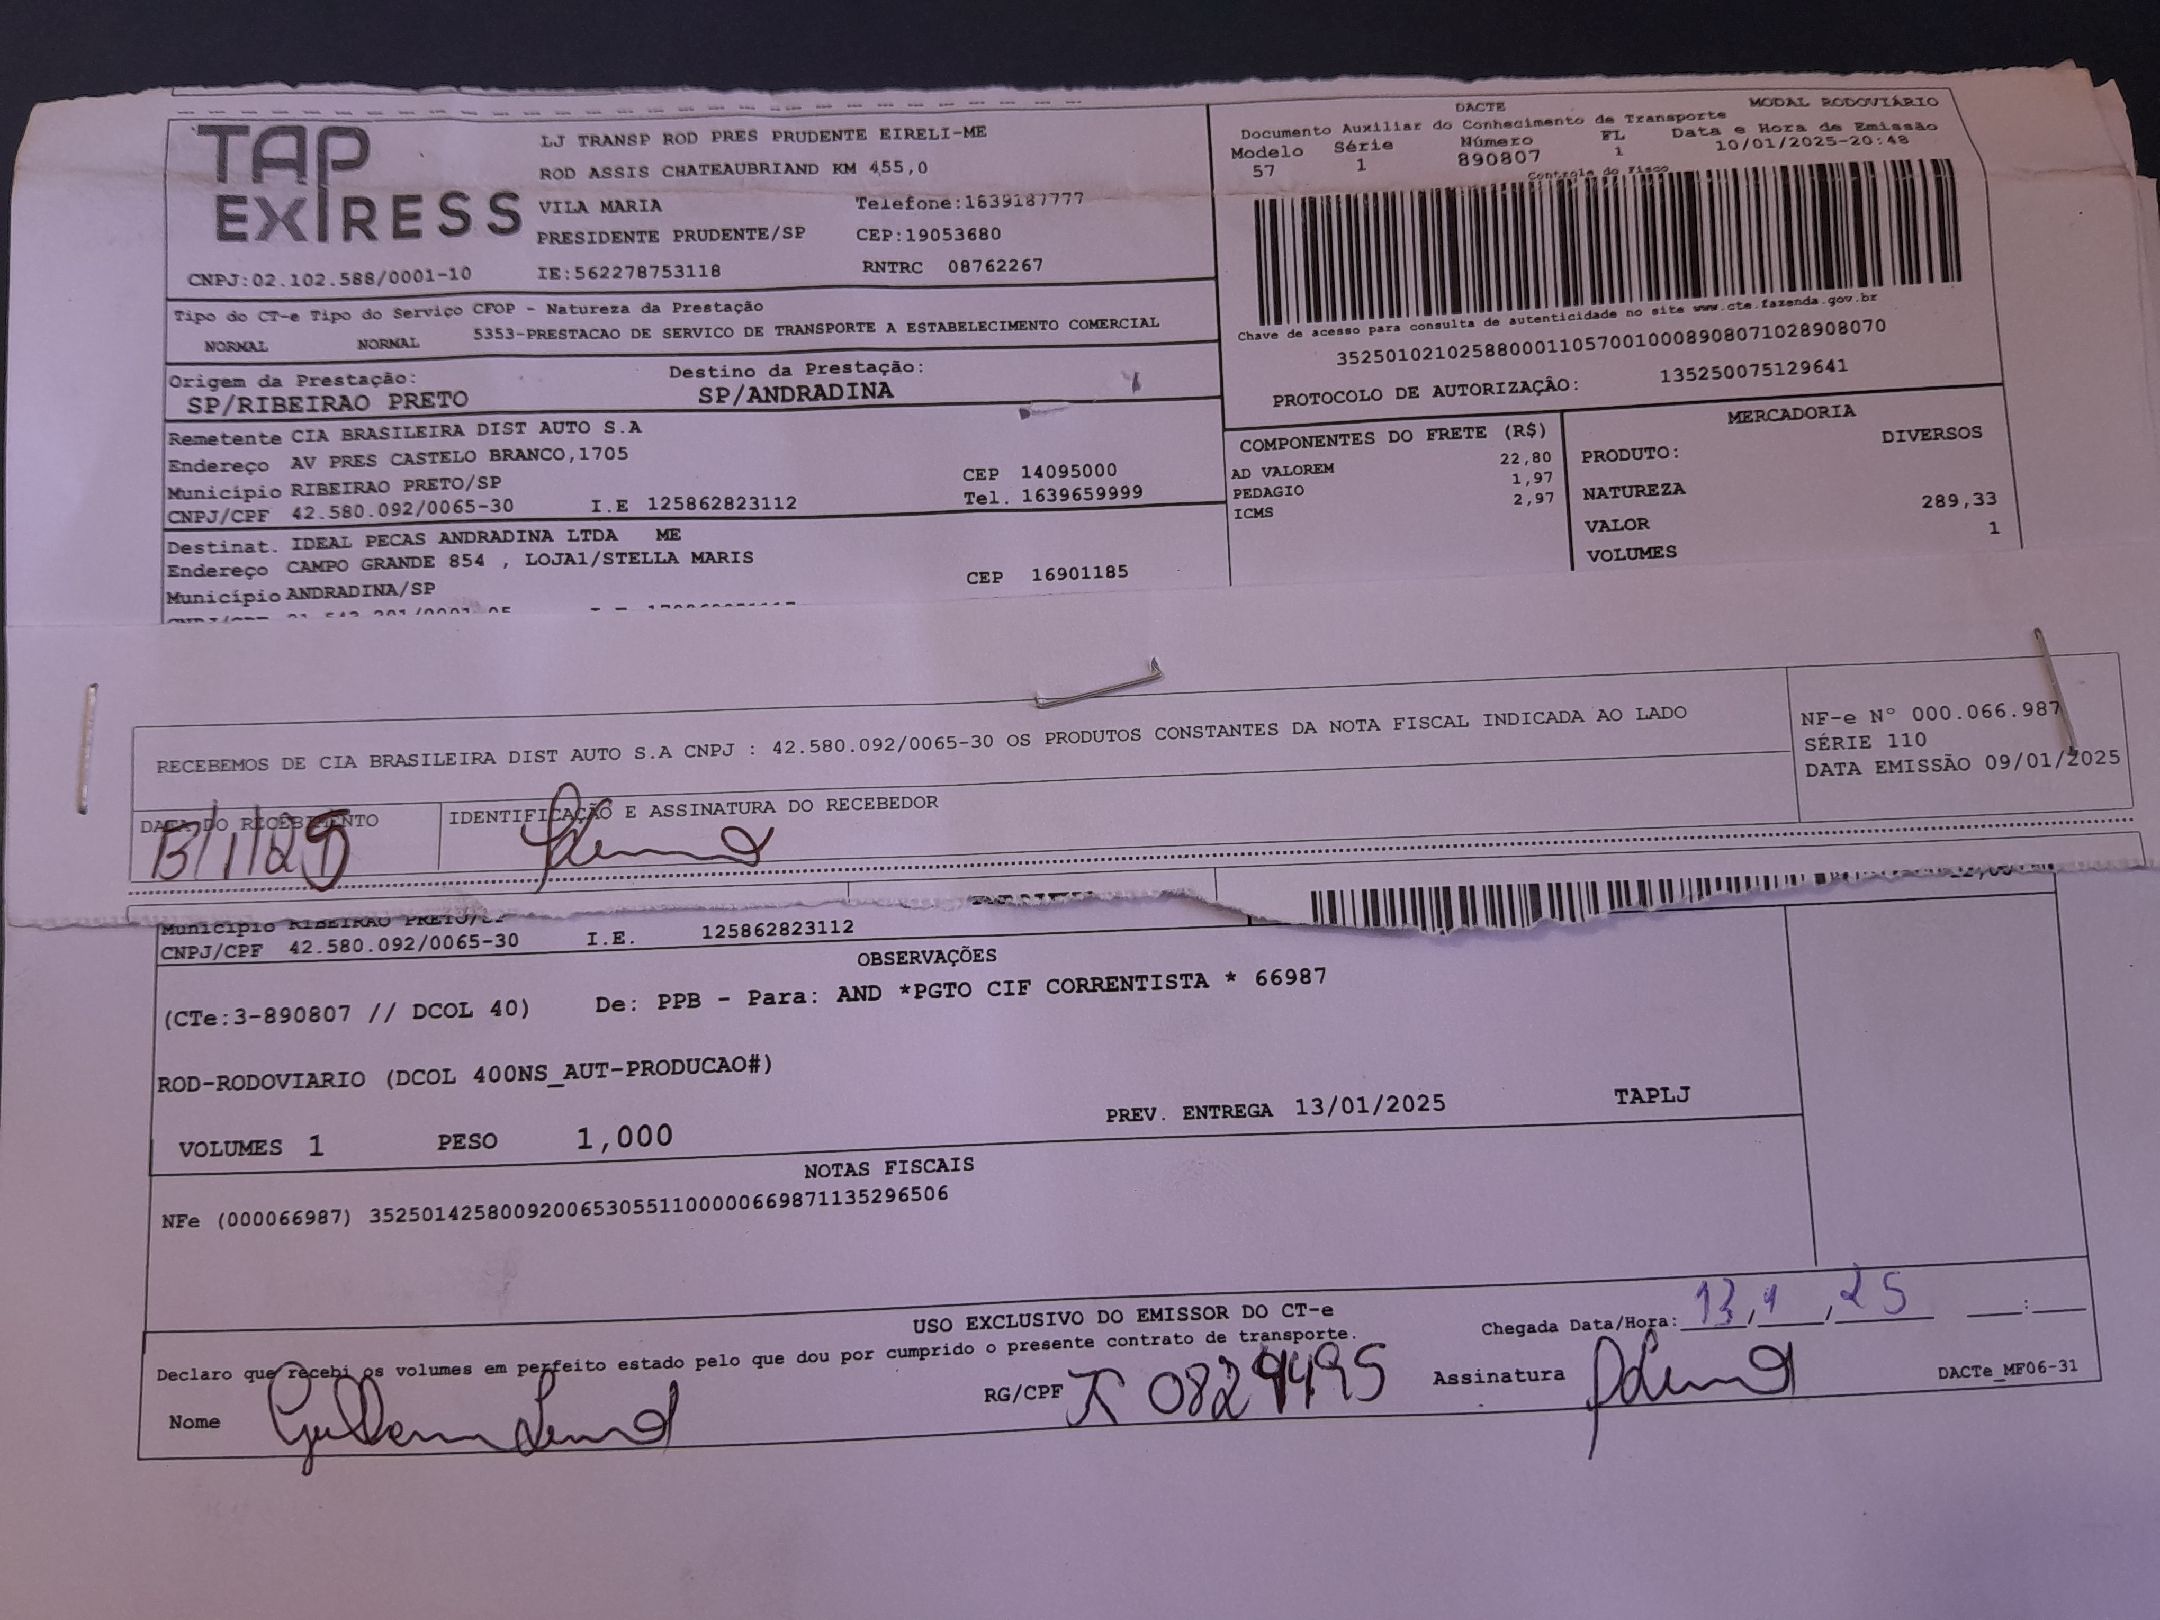 TAP EXPRESS
LJ TRANSP ROD PRES PRUDENTE EIRELI-ME
ROD ASSIS CHATEAUBRIAND KM 455,0
VILA MARIA Telefone:1639187777
PRESIDENTE PRUDENTE/SP CEP:19053680
CNPJ:02.102.588/0001-10 IE:562278753118 RNTRC 08762267
DACTE MODAL RODOVIÁRIO
Documento Auxiliar do Conhecimento de Transporte
Modelo Série Número FL Data e Hora de Emissão
57 1 890807 1 10/01/2025-20:48
Controle do Fisco
Chave de acesso para consulta de autenticidade no site www.cte.fazenda.gov.br
35250102102588000110570010008908071028908070
PROTOCOLO DE AUTORIZAÇÃO: 135250075129641
Tipo do CT-e Tipo do Serviço CFOP - Natureza da Prestação
NORMAL NORMAL 5353-PRESTACAO DE SERVICO DE TRANSPORTE A ESTABELECIMENTO COMERCIAL
Origem da Prestação: Destino da Prestação:
SP/RIBEIRAO PRETO SP/ANDRADINA
Remetente CIA BRASILEIRA DIST AUTO S.A
Endereço AV PRES CASTELO BRANCO,1705
Município RIBEIRAO PRETO/SP CEP 14095000
CNPJ/CPF 42.580.092/0065-30 I.E 125862823112 Tel. 1639659999
COMPONENTES DO FRETE (R$)
AD VALOREM 22,80
PEDAGIO 1,97
ICMS 2,97
MERCADORIA
PRODUTO: DIVERSOS
NATUREZA
VALOR 289,33
VOLUMES 1
Destinat. IDEAL PECAS ANDRADINA LTDA ME
Endereço CAMPO GRANDE 854 , LOJA1/STELLA MARIS
Município ANDRADINA/SP CEP 16901185
RECEBEMOS DE CIA BRASILEIRA DIST AUTO S.A CNPJ : 42.580.092/0065-30 OS PRODUTOS CONSTANTES DA NOTA FISCAL INDICADA AO LADO
NF-e Nº 000.066.987
SÉRIE 110
DATA EMISSÃO 09/01/2025
DATA DO RECEBIMENTO IDENTIFICAÇÃO E ASSINATURA DO RECEBEDOR
13/1/25
Município RIBEIRAO PRETO/SP
CNPJ/CPF 42.580.092/0065-30 I.E. 125862823112
OBSERVAÇÕES
(CTe:3-890807 // DCOL 40) De: PPB - Para: AND *PGTO CIF CORRENTISTA * 66987
ROD-RODOVIARIO (DCOL 400NS_AUT-PRODUCAO#)
PREV. ENTREGA 13/01/2025 TAPLJ
VOLUMES 1 PESO 1,000
NOTAS FISCAIS
NFe (000066987) 35250142580092006530551100000669871135296506
USO EXCLUSIVO DO EMISSOR DO CT-e
Declaro que recebi os volumes em perfeito estado pelo que dou por cumprido o presente contrato de transporte.
Chegada Data/Hora: 13/1/25 :
Nome RG/CPF Assinatura
DACTe_MF06-31